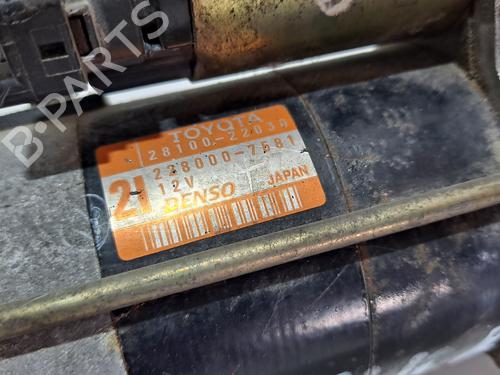 B-PARTS
TOYOTA
28100-22030
228000-7581
21
12V
DENSO
JAPAN